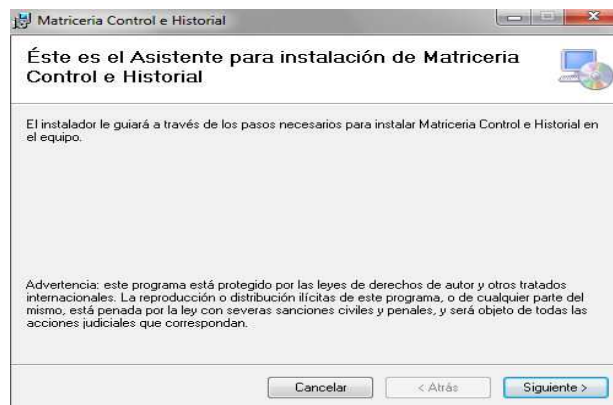 Matriceria Control e Historial
Éste es el Asistente para instalación de Matriceria
Control e Historial
El instalador le guiará a través de los pasos necesarios para instalar Matriceria Control e Historial en
el equipo.
Advertencia: este programa está protegido por las leyes de derechos de autor y otros tratados
internacionales. La reproducción o distribución ilícitas de este programa, o de cualquier parte del
mismo, está penada por la ley con severas sanciones civiles y penales, y será objeto de todas las
acciones judiciales que correspondan.
Cancelar
< Atrás
Siguiente >